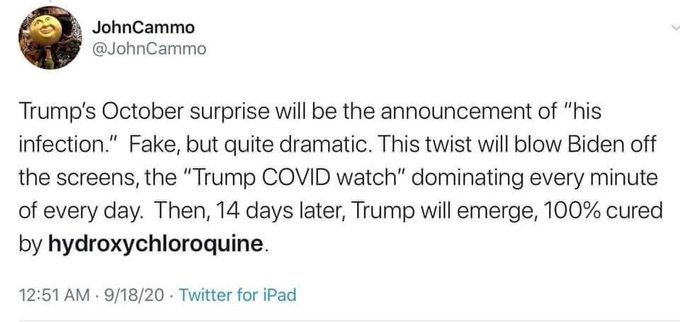 JohnCammo
@JohnCammo
Trump's October surprise will be the announcement of "his
infection."  Fake, but quite dramatic. This twist will blow Biden off
the screens, the "Trump COVID watch" dominating every minute
of every day.  Then, 14 days later, Trump will emerge, 100% cured
by hydroxychloroquine.
12:51 AM · 9/18/20 · Twitter for iPad